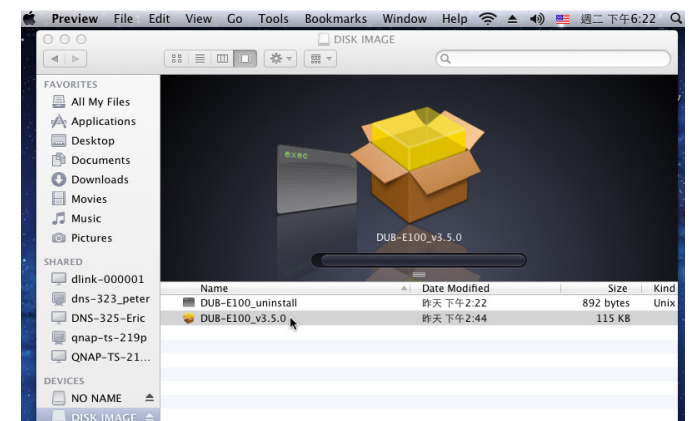 Preview File Edit View Go Tools Bookmarks Window Help 週二 下午6:22
DISK IMAGE
FAVORITES
All My Files
Applications
Desktop
Documents
Downloads
Movies
Music
Pictures
SHARED
dlink-000001
dns-323_peter
DNS-325-Eric
qnap-ts-219p
QNAP-TS-21...
DEVICES
NO NAME
DISK IMAGE
exec
DUB-E100_v3.5.0
Name Date Modified Size Kind
DUB-E100_uninstall 昨天 下午2:22 892 bytes Unix
DUB-E100_v3.5.0 昨天 下午2:44 115 KB